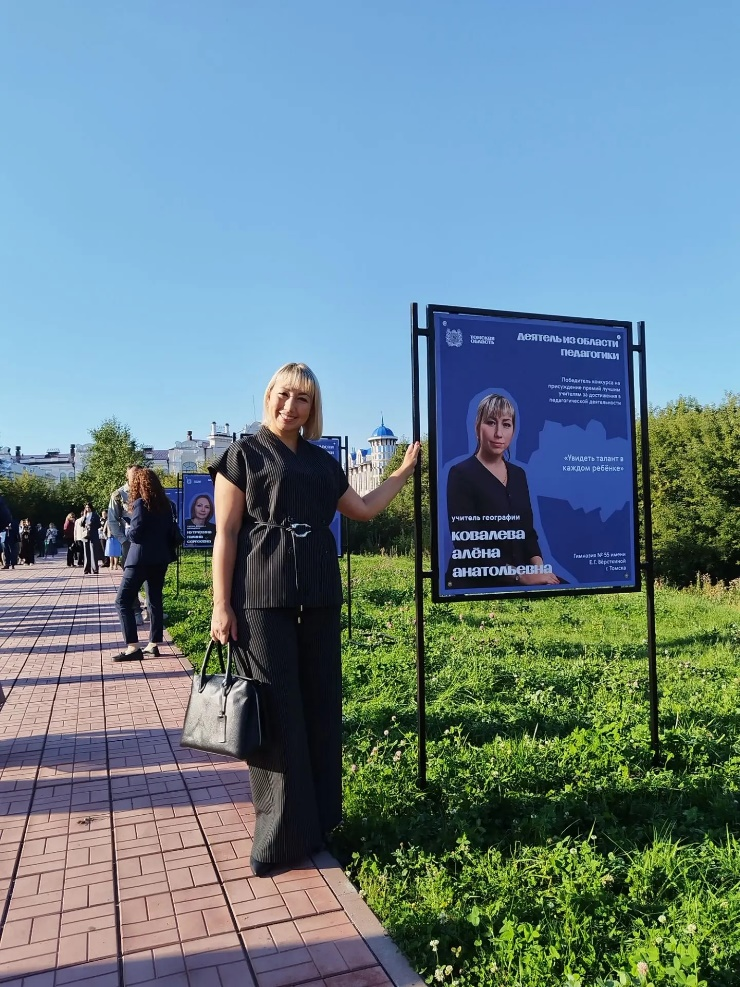 ТОМСКАЯ
ОБЛАСТЬ
ДЕЯТЕЛЬ ИЗ ОБЛАСТИ
ПЕДАГОГИКИ
Победитель конкурса на
присуждение премий лучшим
учителям за достижения в
педагогической деятельности
«Увидеть талант в
каждом ребёнке»
учитель географии
КОВАЛЕВА
АЛЁНА
АНАТОЛЬЕВНА
Гимназия № 55 имени
Е.Г. Вёрсткиной
г. Томска